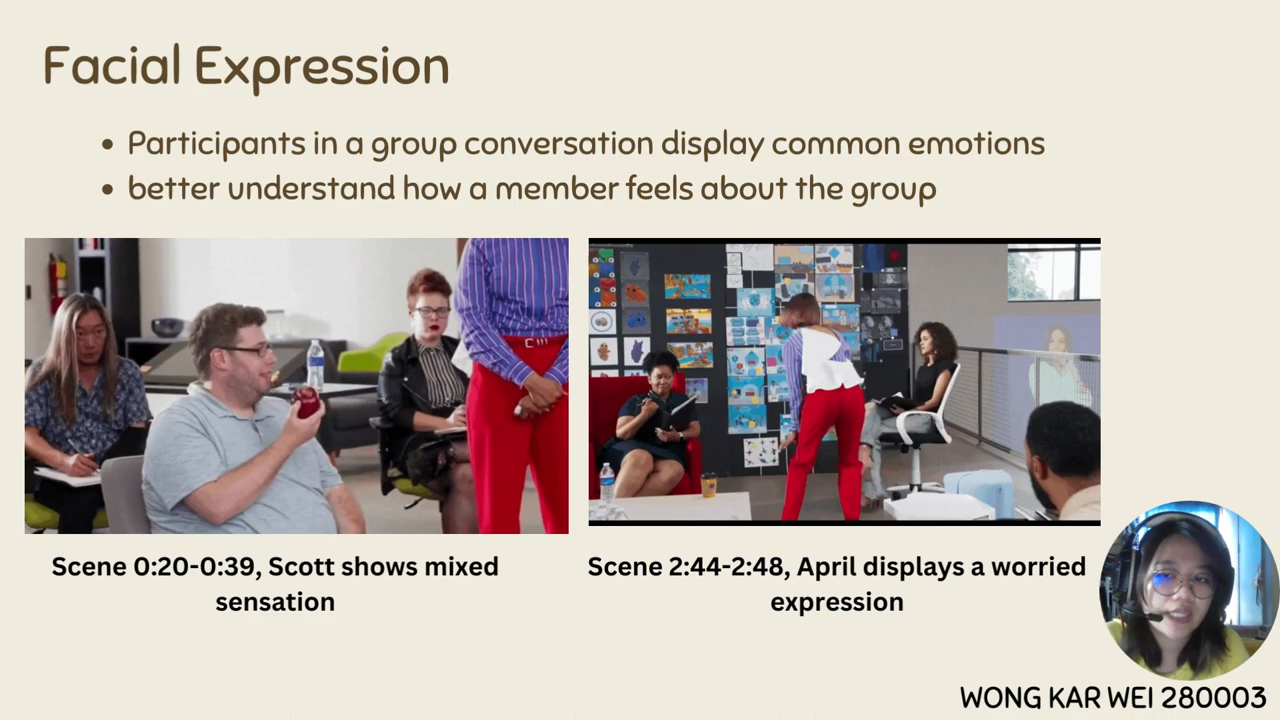 Facial Expression
Participants in a group conversation display common emotions
better understand how a member feels about the group
Scene 0:20-0:39, Scott shows mixed
sensation
Scene 2:44-2:48, April displays a worried
expression
WONG KAR WEI 280003